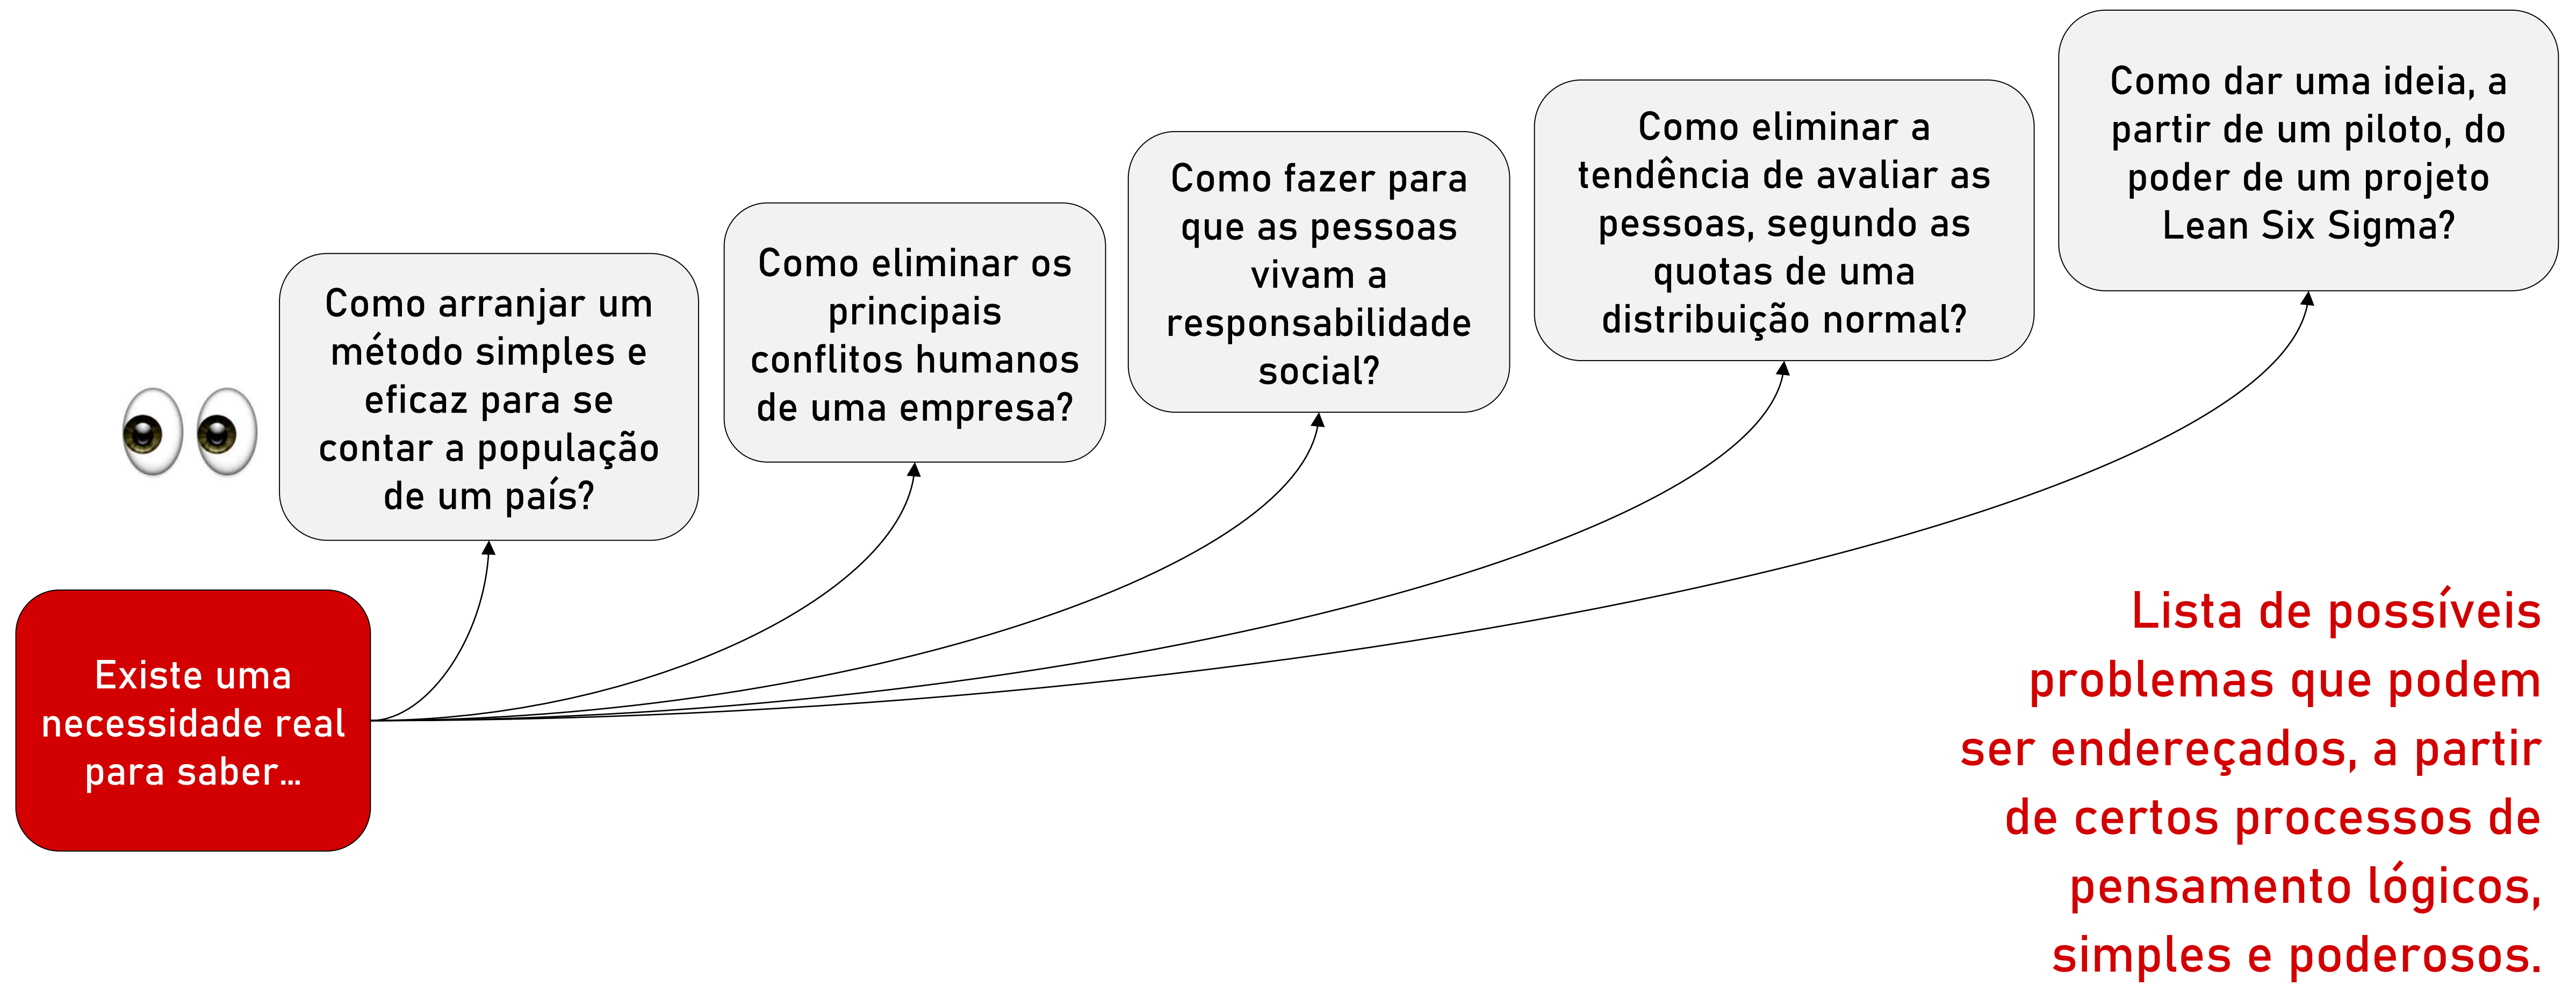 Como arranjar um
método simples e
eficaz para se
contar a população
de um país?
Como eliminar os
principais
conflitos humanos
de uma empresa?
Como fazer para
que as pessoas
vivam a
responsabilidade
social?
Como eliminar a
tendência de avaliar as
pessoas, segundo as
quotas de uma
distribuição normal?
Como dar uma ideia, a
partir de um piloto, do
poder de um projeto
Lean Six Sigma?
Existe uma
necessidade real
para saber...
Lista de possíveis
problemas que podem
ser endereçados, a partir
de certos processos de
pensamento lógicos,
simples e poderosos.